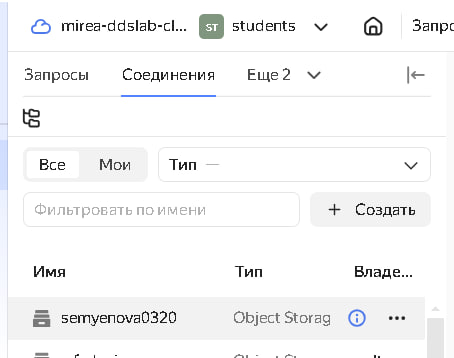 mirea-ddslab-cl... ST students Запро
Запросы Соединения Еще 2
Все Мои Тип —
Фильтровать по имени + Создать
Имя Тип Владе...
semyenova0320 Object Storag